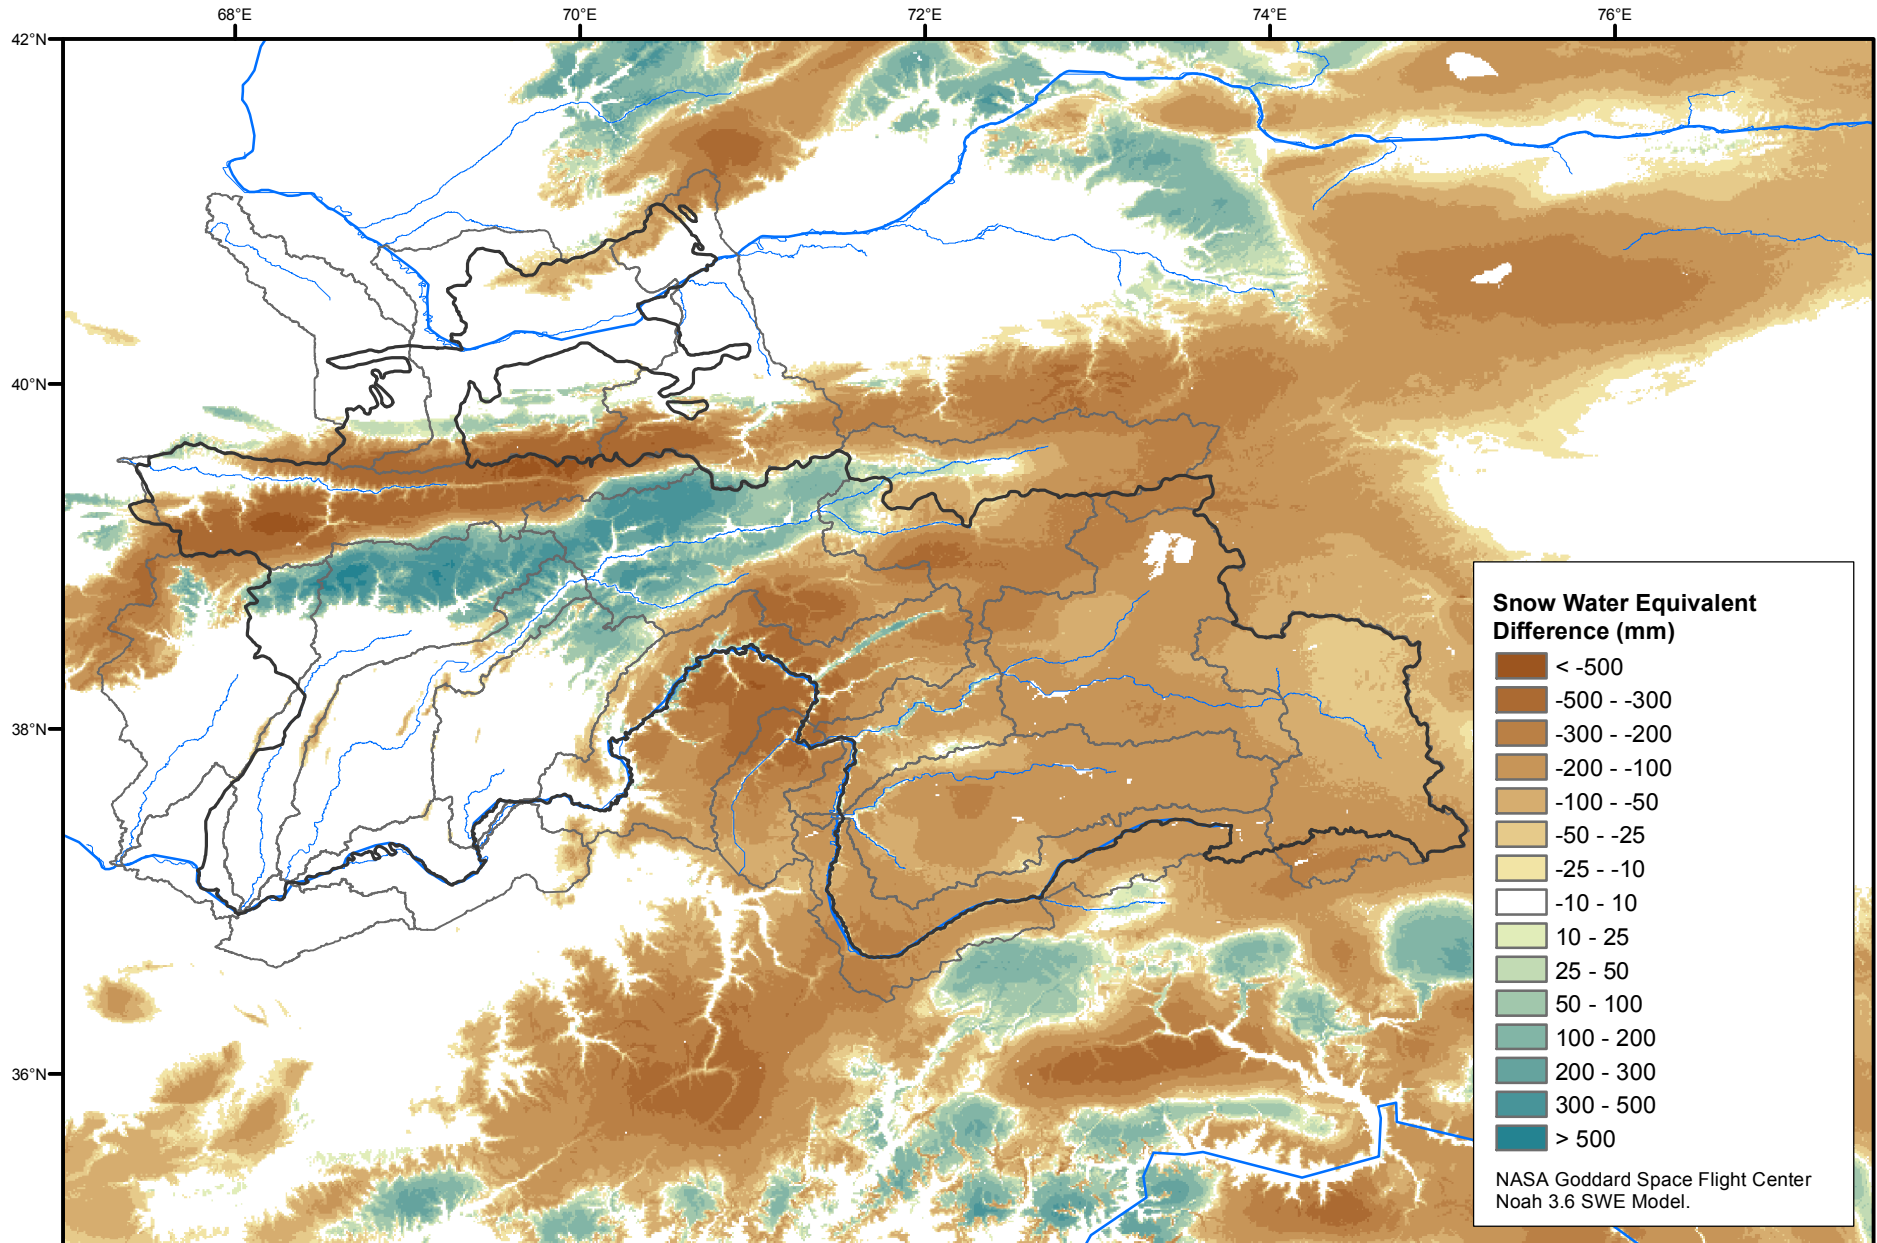 68°E 70°E 72°E 74°E 76°E
42°N
40°N
38°N
36°N
Snow Water Equivalent
Difference (mm)
< -500
-500 - -300
-300 - -200
-200 - -100
-100 - -50
-50 - -25
-25 - -10
-10 - 10
10 - 25
25 - 50
50 - 100
100 - 200
200 - 300
300 - 500
> 500
NASA Goddard Space Flight Center
Noah 3.6 SWE Model.